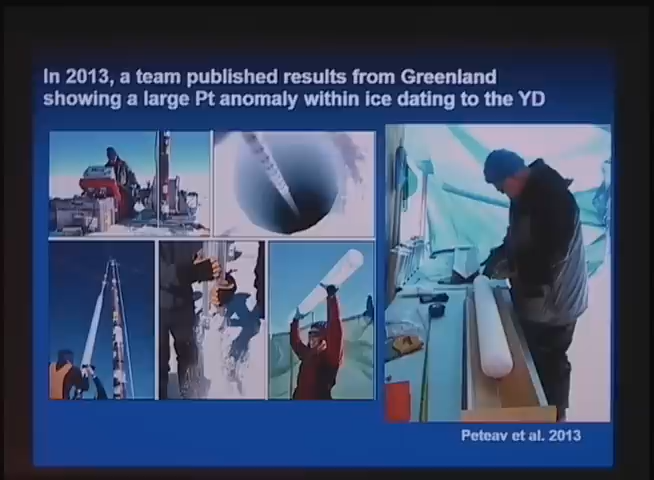 In 2013, a team published results from Greenland
showing a large Pt anomaly within ice dating to the YD
Peteav et al. 2013